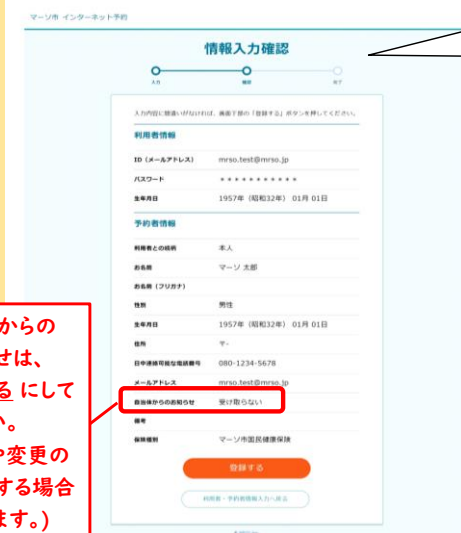 マーソ市 インターネット予約
情報入力確認
入力
確認
完了
入力内容に間違いがなければ、画面下部の「登録する」ボタンを押してください。
利用者情報
ID（メールアドレス） mrso.test@mrso.jp
パスワード ***********
生年月日 1957年（昭和32年） 01月 01日
予約者情報
利用者との続柄 本人
お名前 マーソ 太郎
お名前（フリガナ）
性別 男性
生年月日 1957年（昭和32年） 01月 01日
住所 〒-
日中連絡可能な電話番号 080-1234-5678
メールアドレス mrso.test@mrso.jp
自治体からのお知らせ 受け取らない
備考
保険種別 マーソ市国民健康保険
登録する
利用者・予約者情報入力へ戻る
からの
せは、
る にして
い。
や変更の
する場合
ます。)